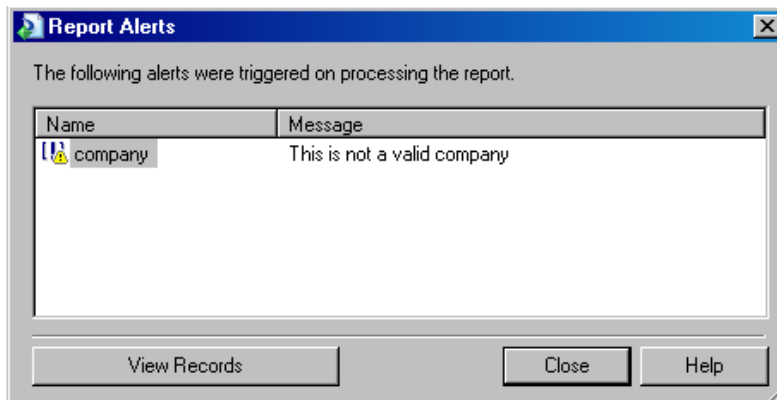 Report Alerts
The following alerts were triggered on processing the report.
Name Message
company This is not a valid company
View Records Close Help